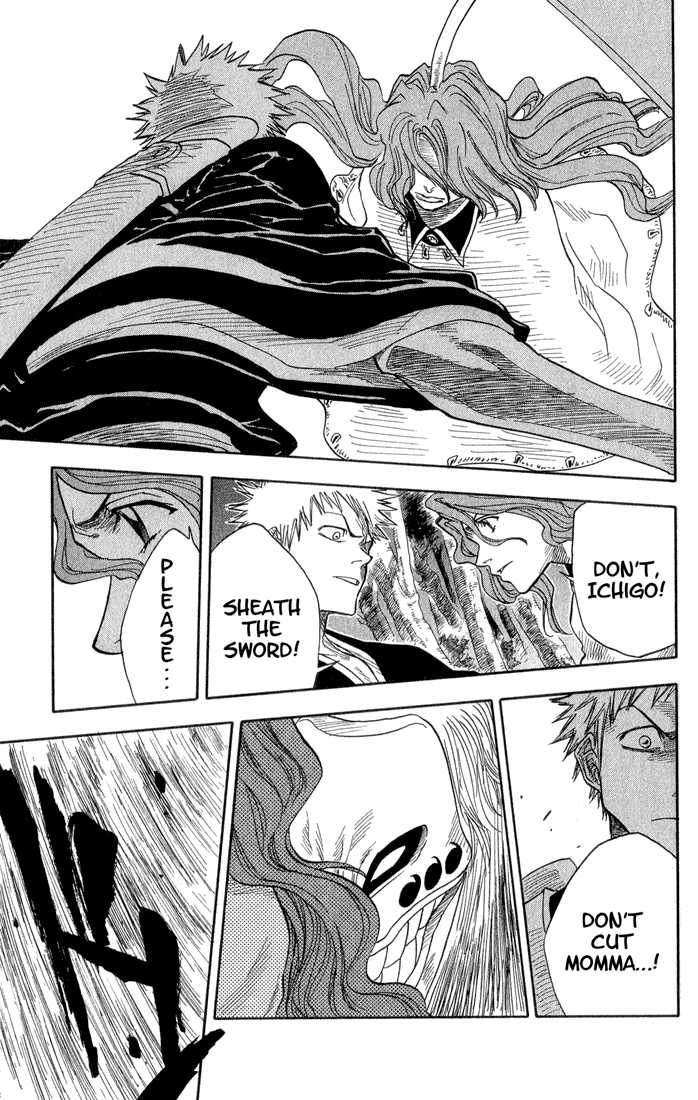 DON'T,
ICHIGO!
SHEATH
THE
SWORD!
PLEASE...
DON'T
CUT
MOMMA...!